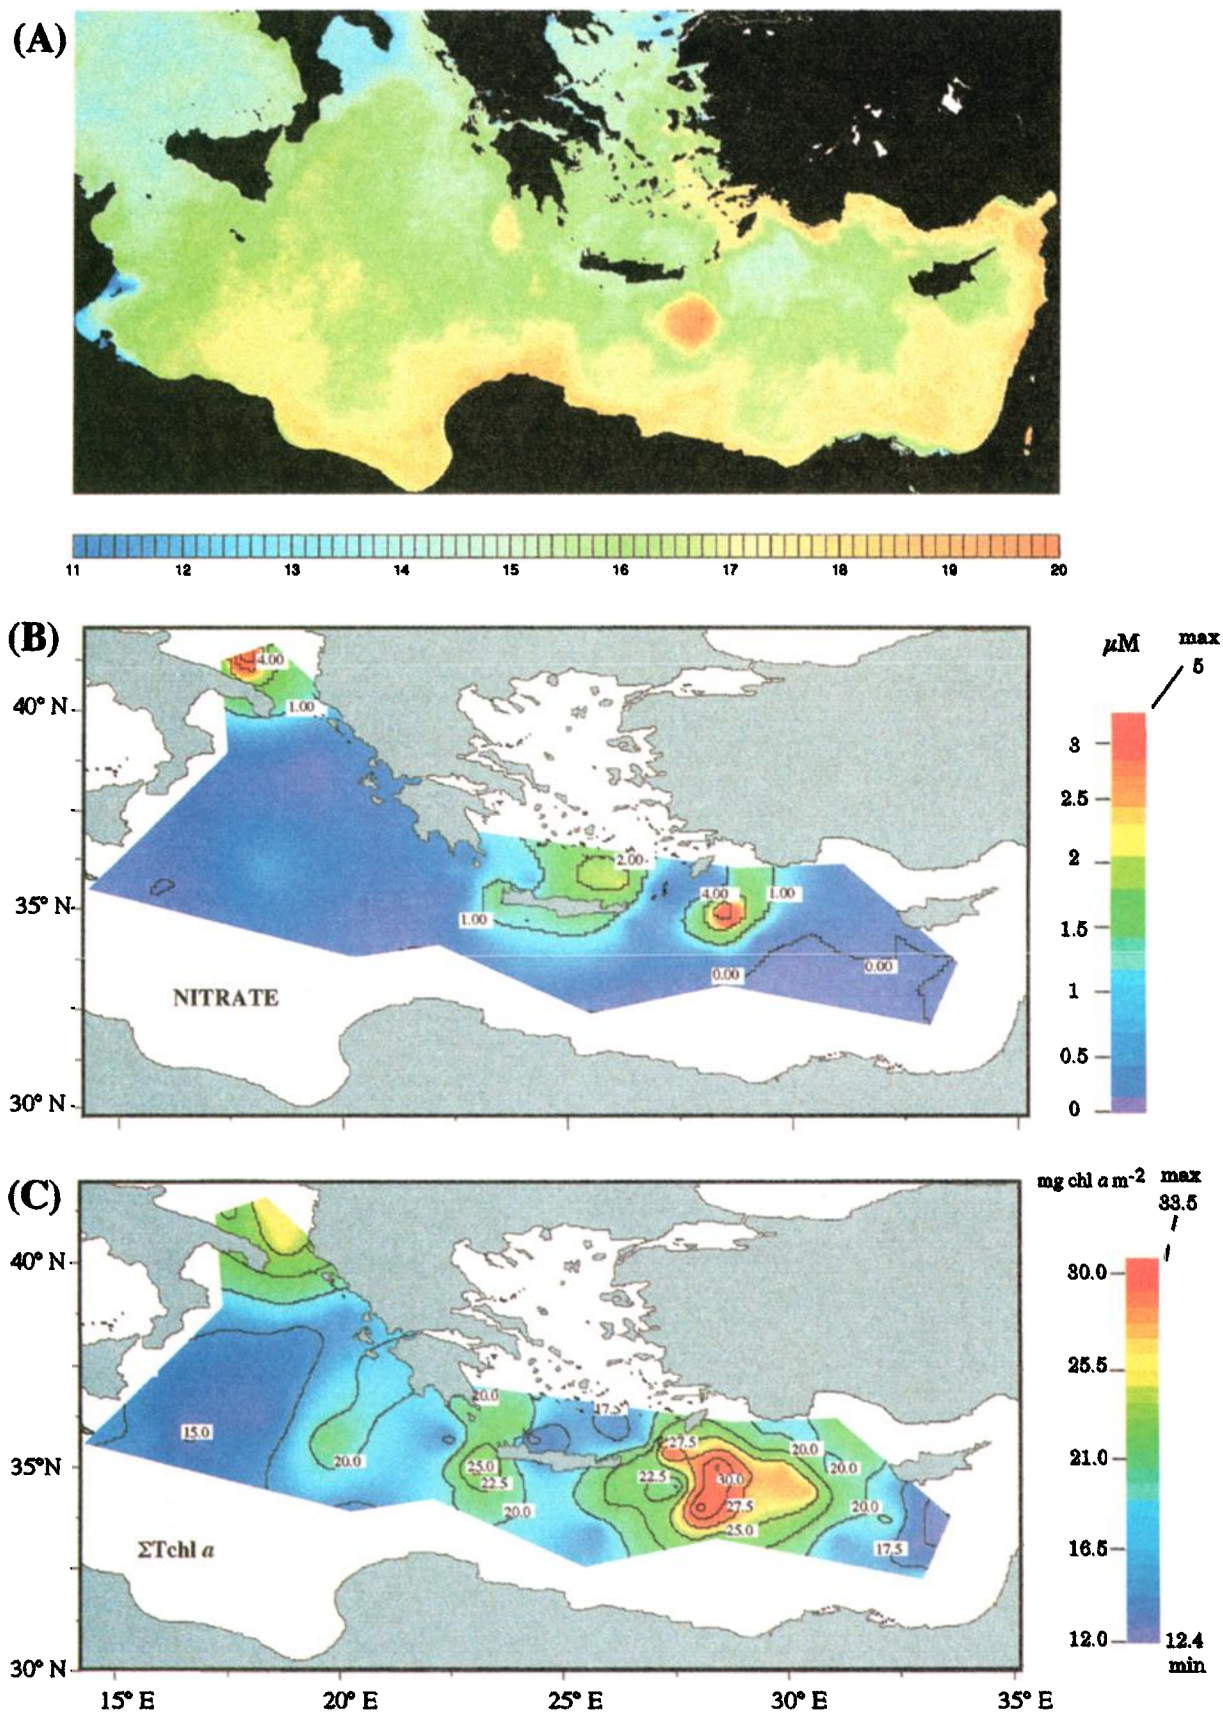 (A)
11 12 13 14 15 16 17 18 19 20
(B)
µM max
5
4.00
1.00
40° N
3
2.5
2.00
2
4.00 1.00
35° N
1.00
1.5
0.00 0.00
NITRATE
1
0.5
30° N
0
(C)
mg chl a m-2 max
33.5
40° N
30.0
25.5
20.0 17.5
15.0 20.0
27.5 20.0
35°N
25.0 22.5 30.0 20.0
21.0
22.5 27.5 20.0
20.0 25.0
ΣTchl a
17.5
16.5
12.0 12.4
min
30° N
15° E 20° E 25° E 30° E 35° E